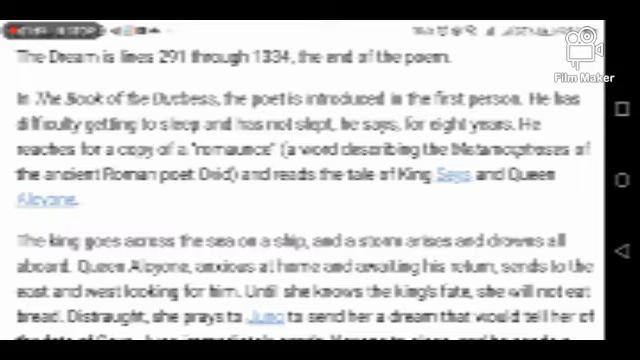 Film Maker
The Dream is lines 291 through 1334, the end of the poem.
In The Book of the Duchess, the poet is introduced in the first person. He has
difficulty getting to sleep and has not slept, he says, for eight years. He
reaches for a copy of a "romaunce" (a word describing the Metamorphoses of
the ancient Roman poet Ovid) and reads the tale of King Seys and Queen
Alcyone.
The king goes across the sea on a ship, and a storm arises and drowns all
aboard. Queen Alcyone, anxious at home and awaiting his return, sends to the
east and west looking for him. Until she knows the king's fate, she will not eat
bread. Distraught, she prays to Juno to send her a dream that would tell her of